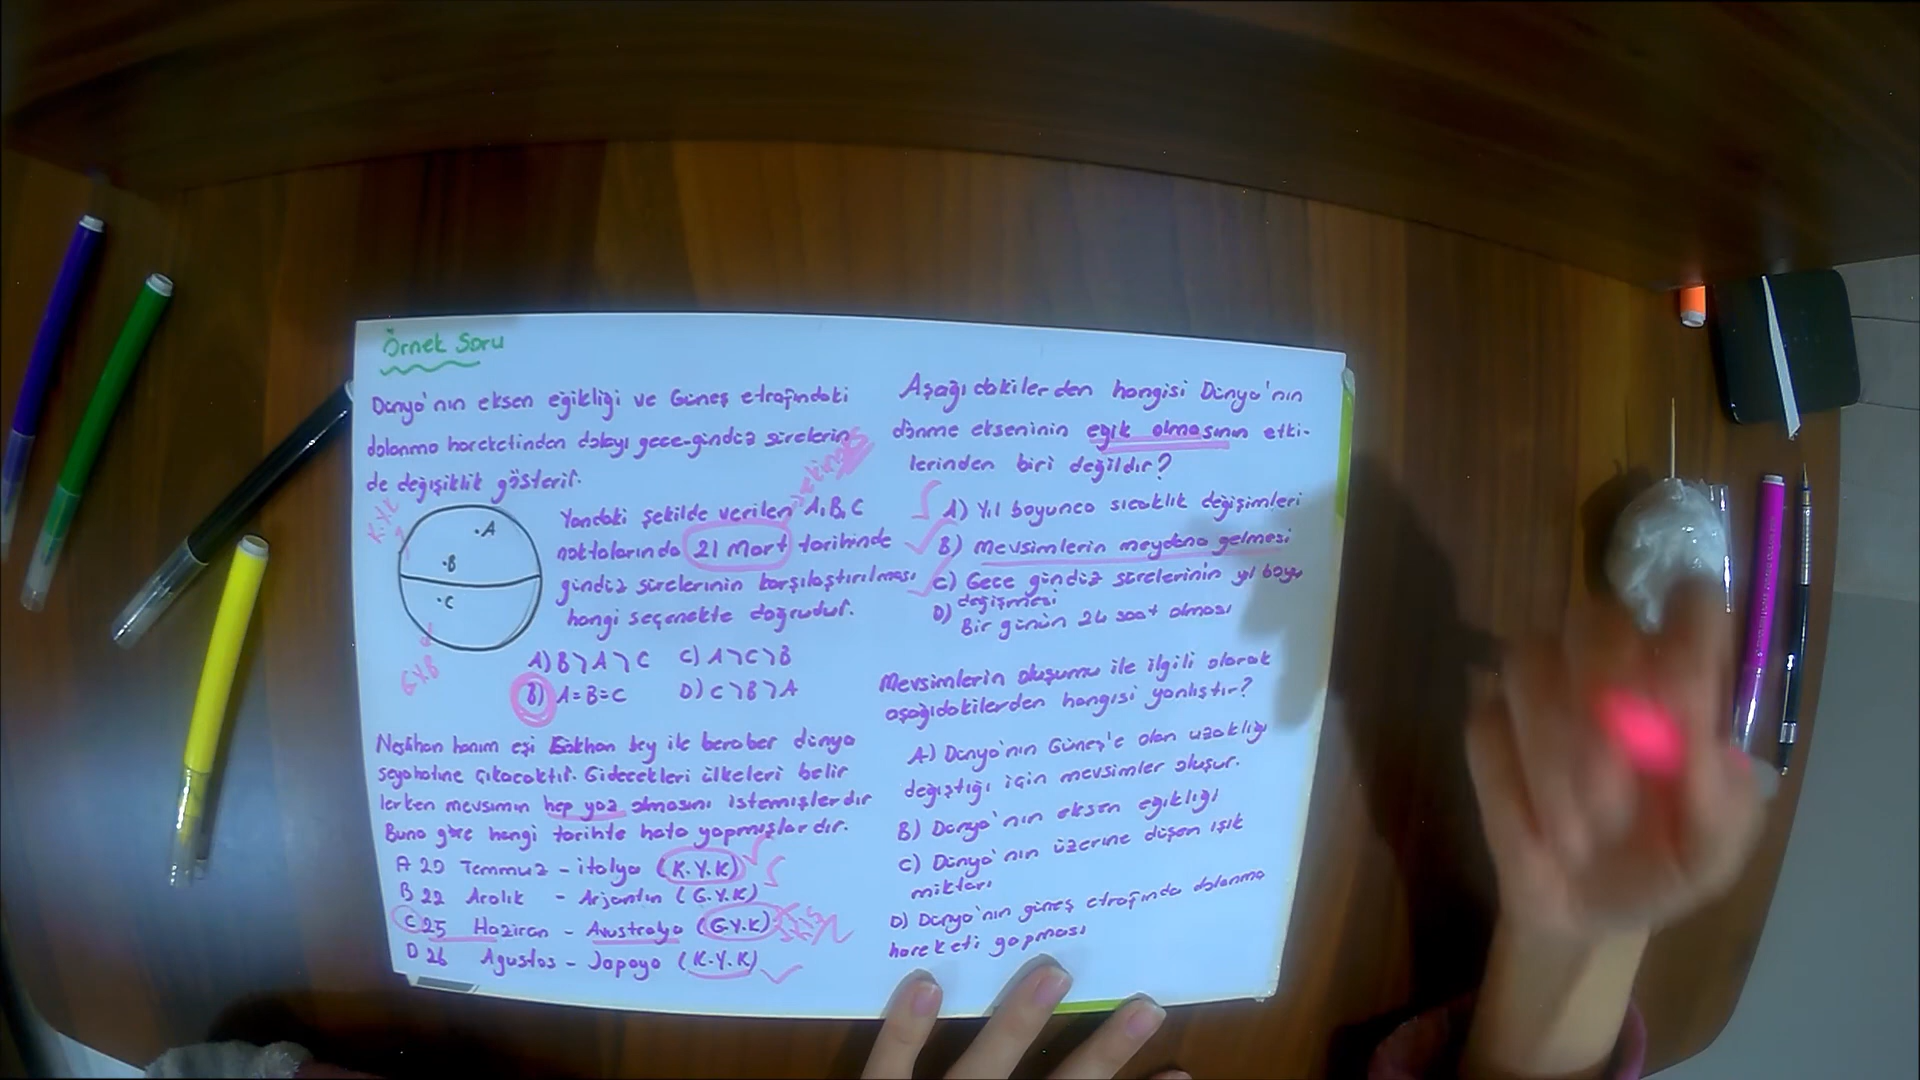 Örnek Soru
Dünya'nın eksen eğikliği ve Güneş etrafındaki
dolanma hareketinden dolayı gece-gündüz sürelerin
de değişiklik gösterir.
K.Y.K
Yandaki şekilde verilen A, B, C
noktalarında 21 Mart tarihinde
gündüz sürelerinin karşılaştırılması
hangi seçenekte doğrudur.
A
B
C
A) B > A > C C) A > C > B
B) A = B = C D) C > B > A
Neslihan hanım eşi Gökhan bey ile beraber dünya
seyahatine çıkacaktır. Gidecekleri ülkeleri belir
lerken mevsimin hep yaz olmasını istemişlerdir
Buna göre hangi tarihte hata yapmışlardır.
A 29 Temmuz - italya (K.Y.K)
B 22 Aralık - Arjantin (G.Y.K)
C 25 Haziran - Avustralya (G.Y.K)
D 26 Agustos - Japoya (K.Y.K)
Aşağıdakilerden hangisi Dünya'nın
dönme ekseninin eğik olmasının etki-
lerinden biri değildir?
A) Yıl boyunca sıcaklık değişimleri
B) Mevsimlerin meydana gelmesi
C) Gece gündüz sürelerinin yıl boyu
değişmesi
D) Bir günün 24 saat olması
Mevsimlerin oluşumu ile ilgili olarak
aşağıdakilerden hangisi yanlıştır?
A) Dünya'nın Güneş'e olan uzaklığı
değiştiği için mevsimler oluşur.
B) Dünya'nın eksen eğikliği
C) Dünya'nın üzerine düşen ışık
miktarı
D) Dünya'nın güneş etrafında dolanma
hareketi yapması